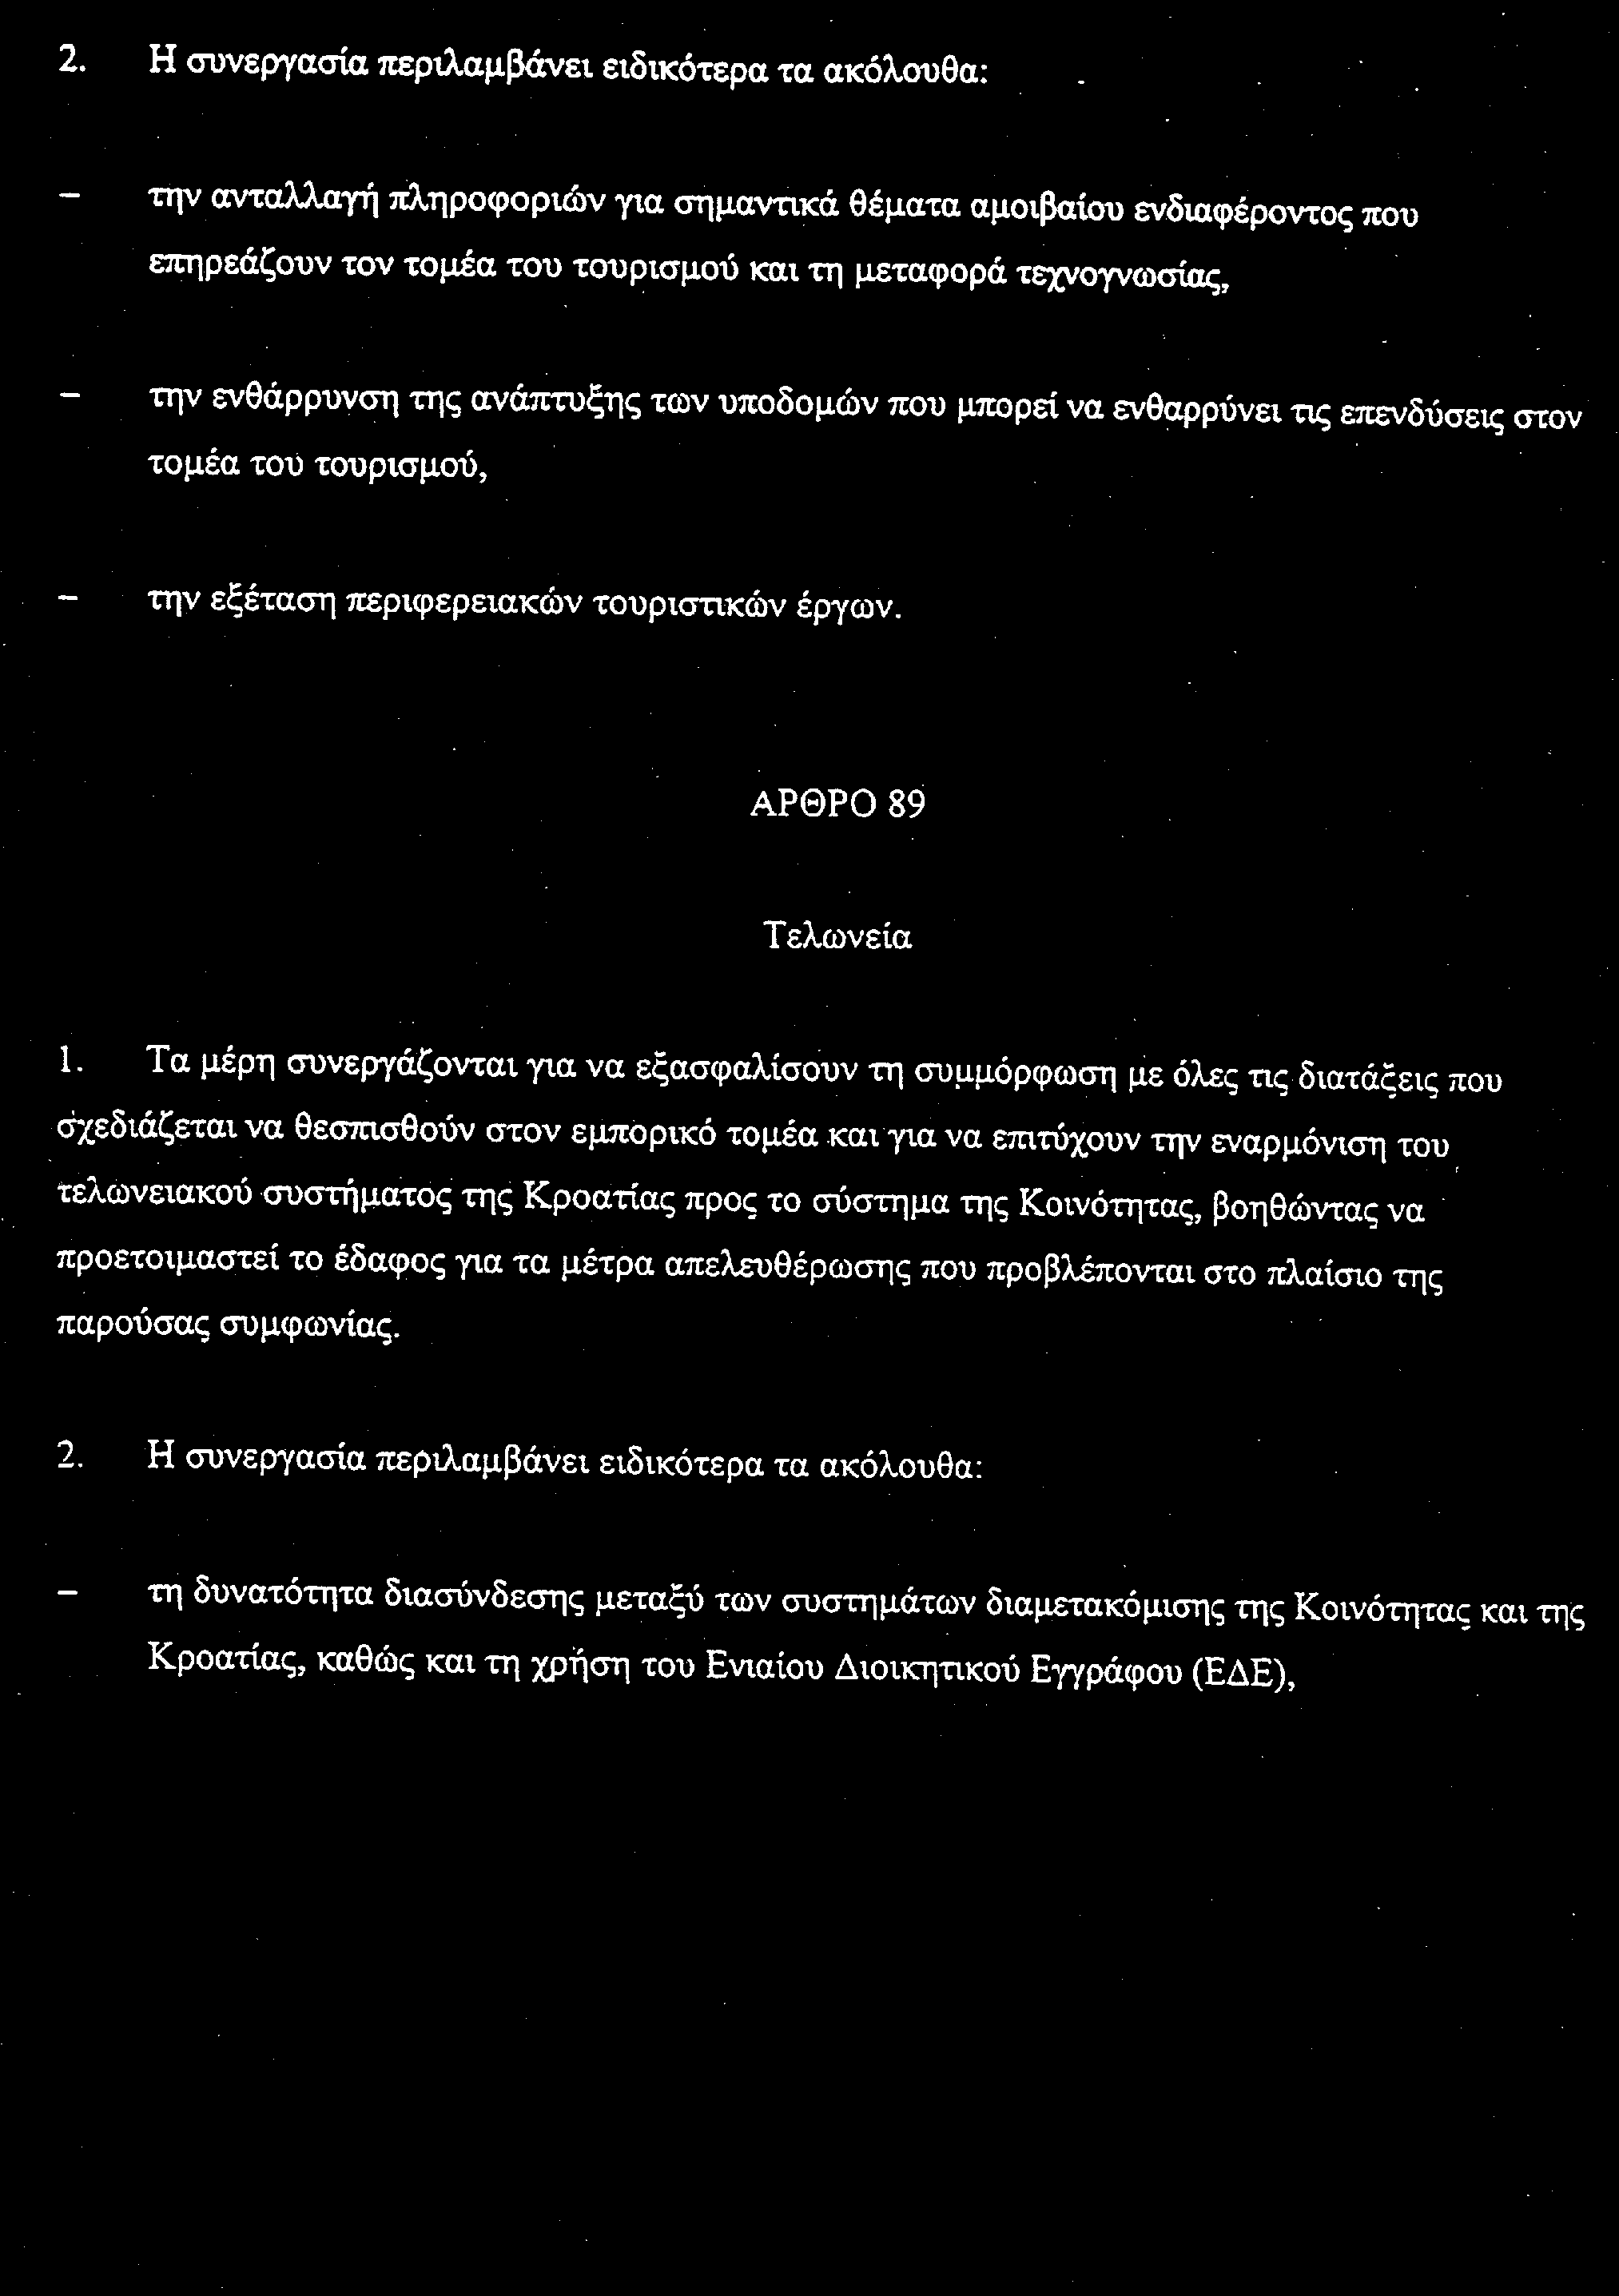 2. Η συνεργασία περιλαμβάνει ειδικότερα τα ακόλουθα:
– την ανταλλαγή πληροφοριών για σημαντικά θέματα αμοιβαίου ενδιαφέροντος που
επηρεάζουν τον τομέα του τουρισμού και τη μεταφορά τεχνογνωσίας,
– την ενθάρρυνση της ανάπτυξης των υποδομών που μπορεί να ενθαρρύνει τις επενδύσεις στον
τομέα του τουρισμού,
– την εξέταση περιφερειακών τουριστικών έργων.
ΑΡΘΡΟ 89
Τελωνεία
1. Τα μέρη συνεργάζονται για να εξασφαλίσουν τη συμμόρφωση με όλες τις διατάξεις που
σχεδιάζεται να θεσπισθούν στον εμπορικό τομέα και για να επιτύχουν την εναρμόνιση του
τελωνειακού συστήματος της Κροατίας προς το σύστημα της Κοινότητας, βοηθώντας να
προετοιμαστεί το έδαφος για τα μέτρα απελευθέρωσης που προβλέπονται στο πλαίσιο της
παρούσας συμφωνίας.
2. Η συνεργασία περιλαμβάνει ειδικότερα τα ακόλουθα:
– τη δυνατότητα διασύνδεσης μεταξύ των συστημάτων διαμετακόμισης της Κοινότητας και της
Κροατίας, καθώς και τη χρήση του Ενιαίου Διοικητικού Εγγράφου (ΕΔΕ),